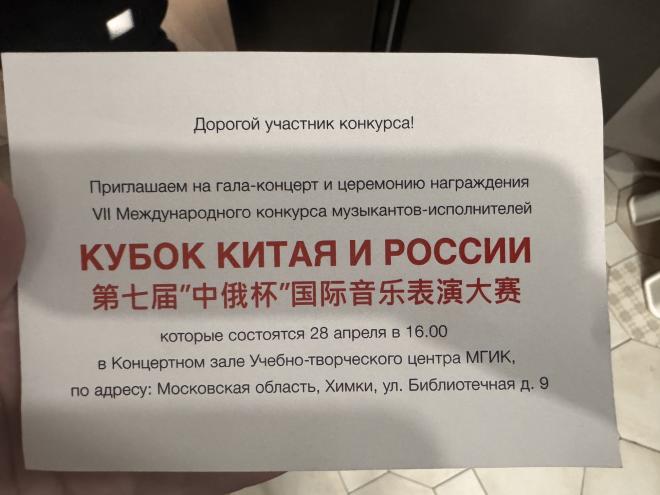 Дорогой участник конкурса!
Приглашаем на гала-концерт и церемонию награждения
VII Международного конкурса музыкантов-исполнителей
КУБОК КИТАЯ И РОССИИ
第七届"中俄杯"国际音乐表演大赛
которые состоятся 28 апреля в 16.00
в Концертном зале Учебно-творческого центра МГИК,
по адресу: Московская область, Химки, ул. Библиотечная д. 9